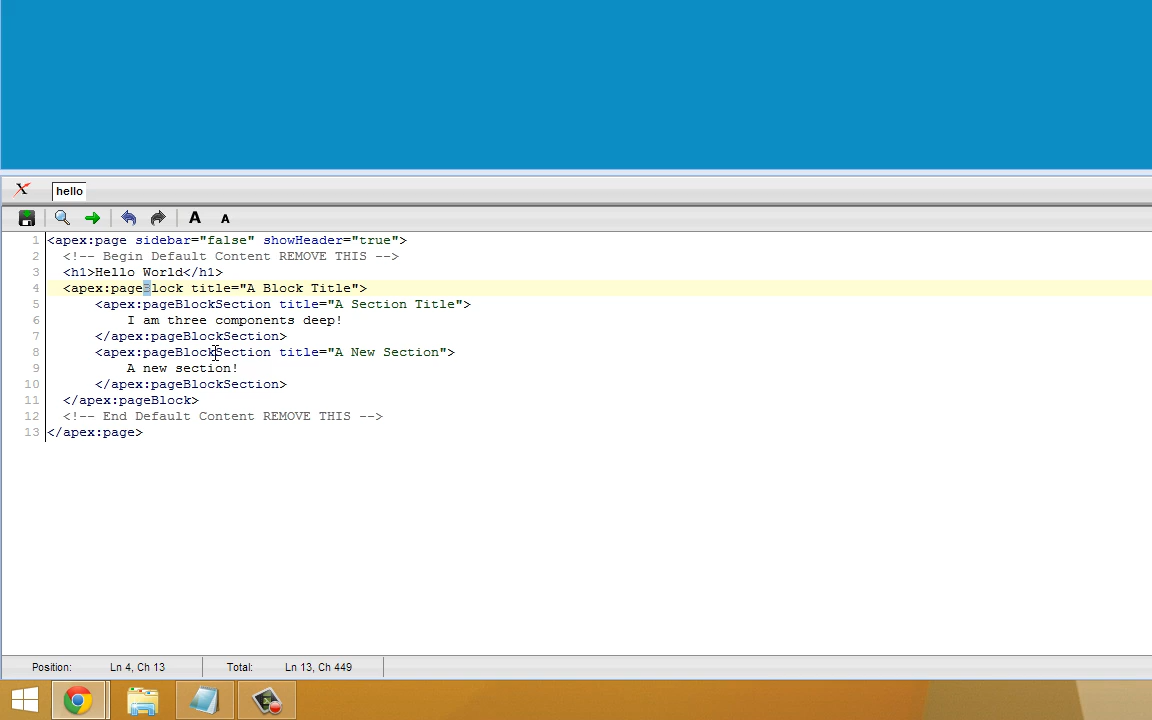 hello
A A
1 <apex:page sidebar="false" showHeader="true">
2 <!-- Begin Default Content REMOVE THIS -->
3 <h1>Hello World</h1>
4 <apex:pageBlock title="A Block Title">
5 <apex:pageBlockSection title="A Section Title">
6 I am three components deep!
7 </apex:pageBlockSection>
8 <apex:pageBlockSection title="A New Section">
9 A new section!
10 </apex:pageBlockSection>
11 </apex:pageBlock>
12 <!-- End Default Content REMOVE THIS -->
13 </apex:page>
Position: Ln 4, Ch 13 Total: Ln 13, Ch 449